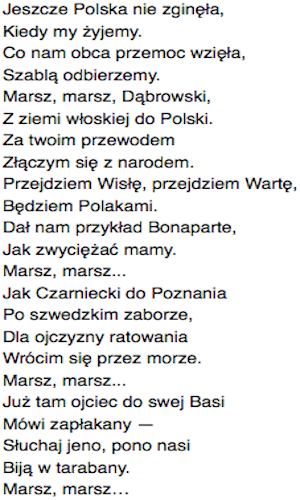 Jeszcze Polska nie zginęła,
Kiedy my żyjemy.
Co nam obca przemoc wzięła,
Szablą odbierzemy.
Marsz, marsz, Dąbrowski,
Z ziemi włoskiej do Polski.
Za twoim przewodem
Złączym się z narodem.
Przejdziem Wisłę, przejdziem Wartę,
Będziem Polakami.
Dał nam przykład Bonaparte,
Jak zwyciężać mamy.
Marsz, marsz...
Jak Czarniecki do Poznania
Po szwedzkim zaborze,
Dla ojczyzny ratowania
Wrócim się przez morze.
Marsz, marsz...
Już tam ojciec do swej Basi
Mówi zapłakany —
Słuchaj jeno, pono nasi
Biją w tarabany.
Marsz, marsz...